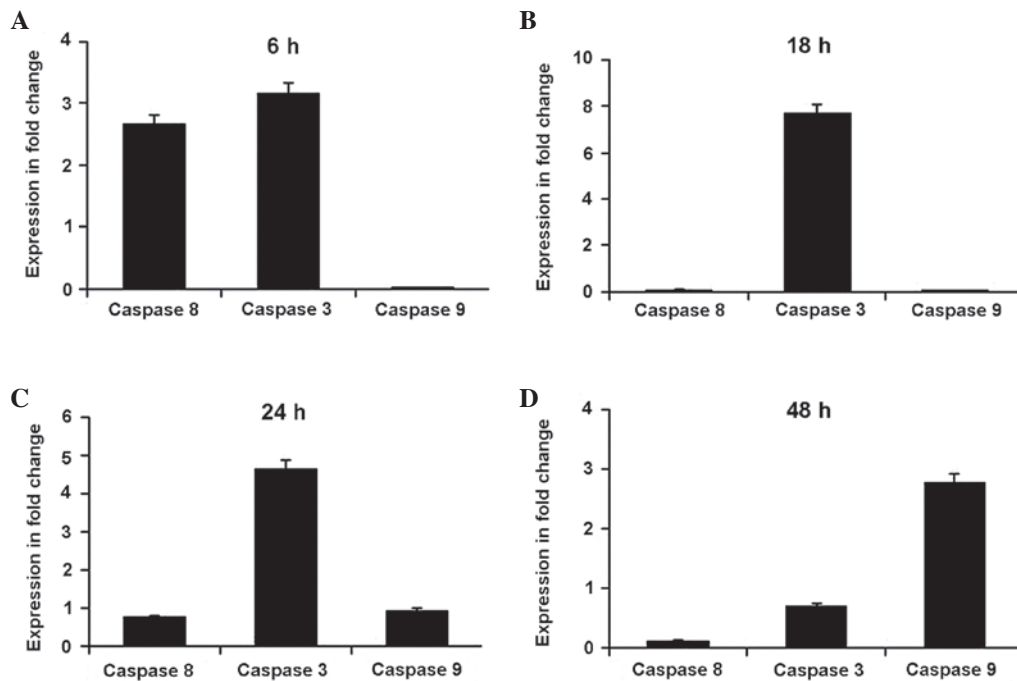 A
6 h
Expression in fold change
4
3
2
1
0
Caspase 8
Caspase 3
Caspase 9
B
18 h
Expression in fold change
10
8
6
4
2
0
Caspase 8
Caspase 3
Caspase 9
C
24 h
Expression in fold change
6
5
4
3
2
1
0
Caspase 8
Caspase 3
Caspase 9
D
48 h
Expression in fold change
4
3
2
1
0
Caspase 8
Caspase 3
Caspase 9